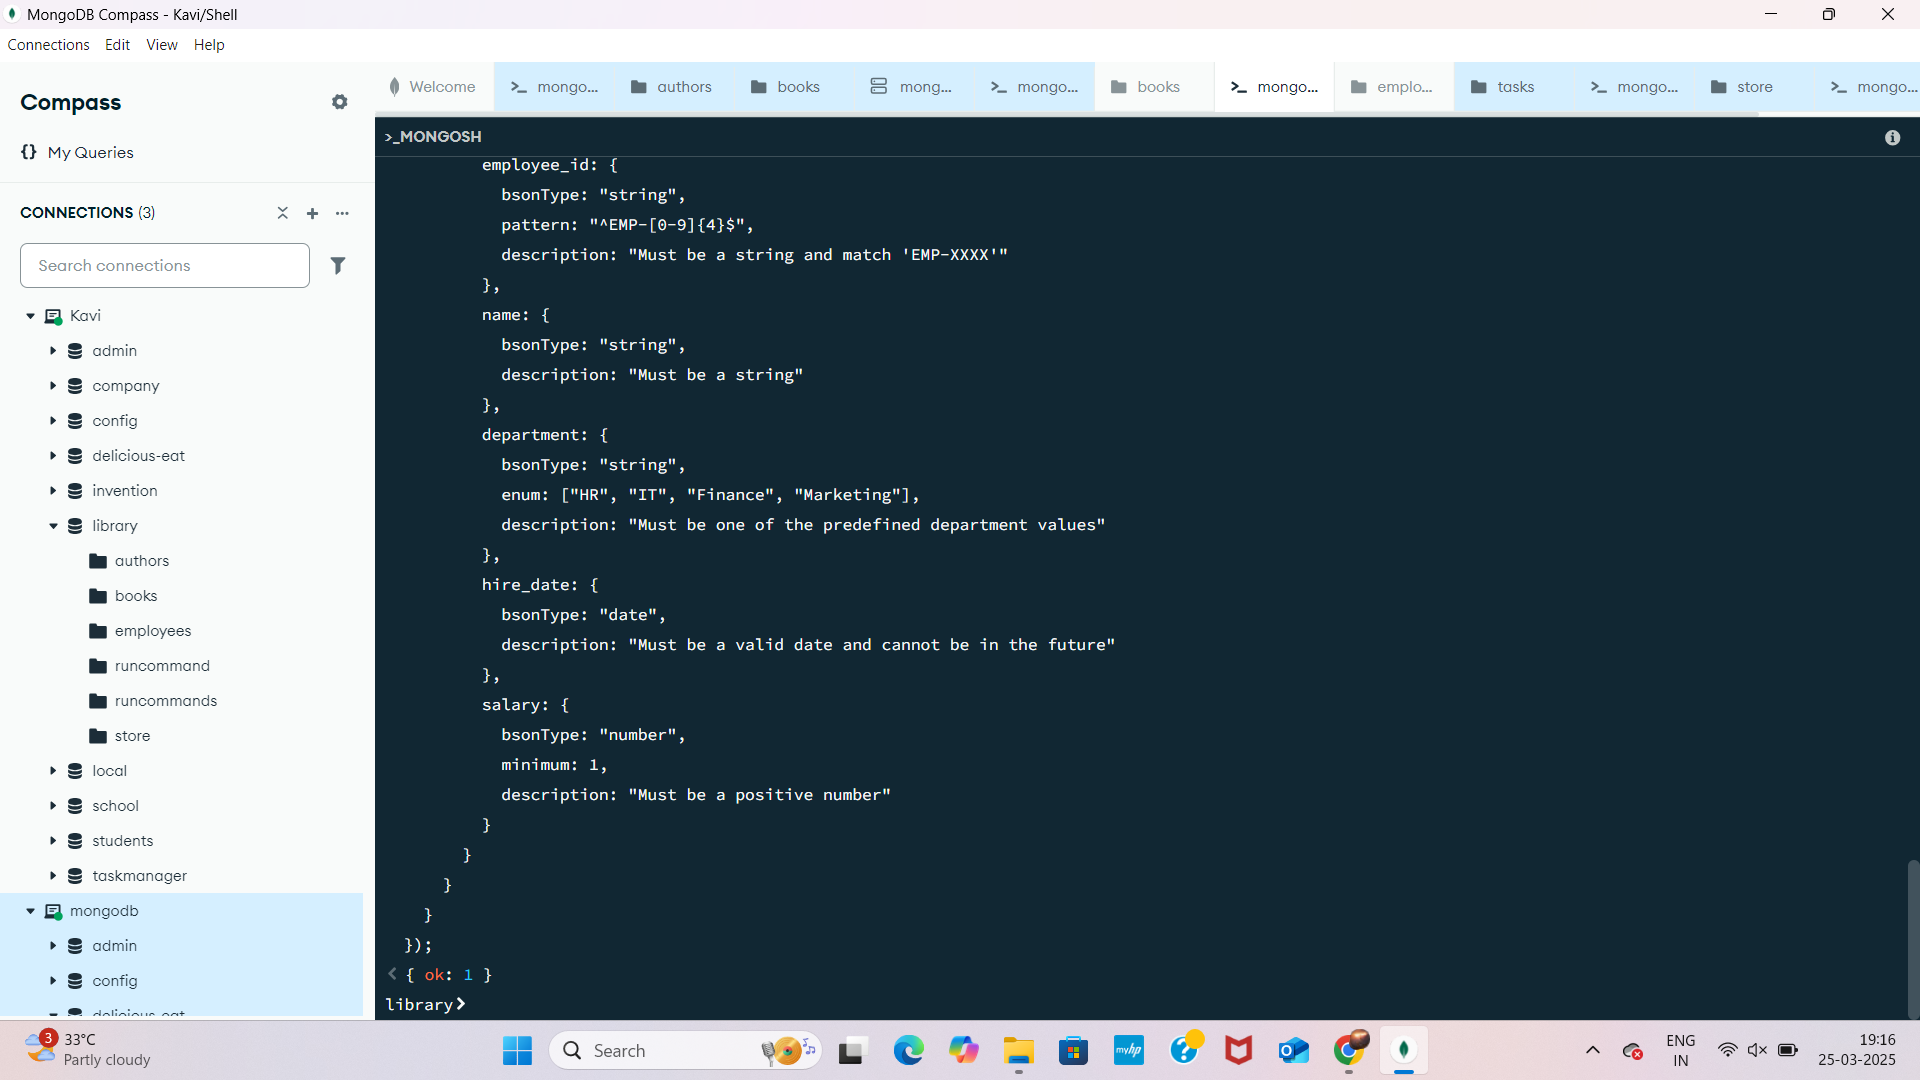 MongoDB Compass - Kavi/Shell
Connections Edit View Help
Compass
My Queries
CONNECTIONS (3)
Search connections
Kavi
admin
company
config
delicious-eat
invention
library
authors
books
employees
runcommand
runcommands
store
local
school
students
taskmanager
mongodb
admin
config
delicious-eat
Welcome
mongo...
authors
books
mong...
mongo...
books
mongo...
emplo...
tasks
mongo...
store
mongo...
>_MONGOSH
employee_id: {
bsonType: "string",
pattern: "^EMP-[0-9]{4}$",
description: "Must be a string and match 'EMP-XXXX'"
},
name: {
bsonType: "string",
description: "Must be a string"
},
department: {
bsonType: "string",
enum: ["HR", "IT", "Finance", "Marketing"],
description: "Must be one of the predefined department values"
},
hire_date: {
bsonType: "date",
description: "Must be a valid date and cannot be in the future"
},
salary: {
bsonType: "number",
minimum: 1,
description: "Must be a positive number"
}
}
}
}
});
< { ok: 1 }
library>
3
33°C
Partly cloudy
Search
myhp
ENG
IN
19:16
25-03-2025